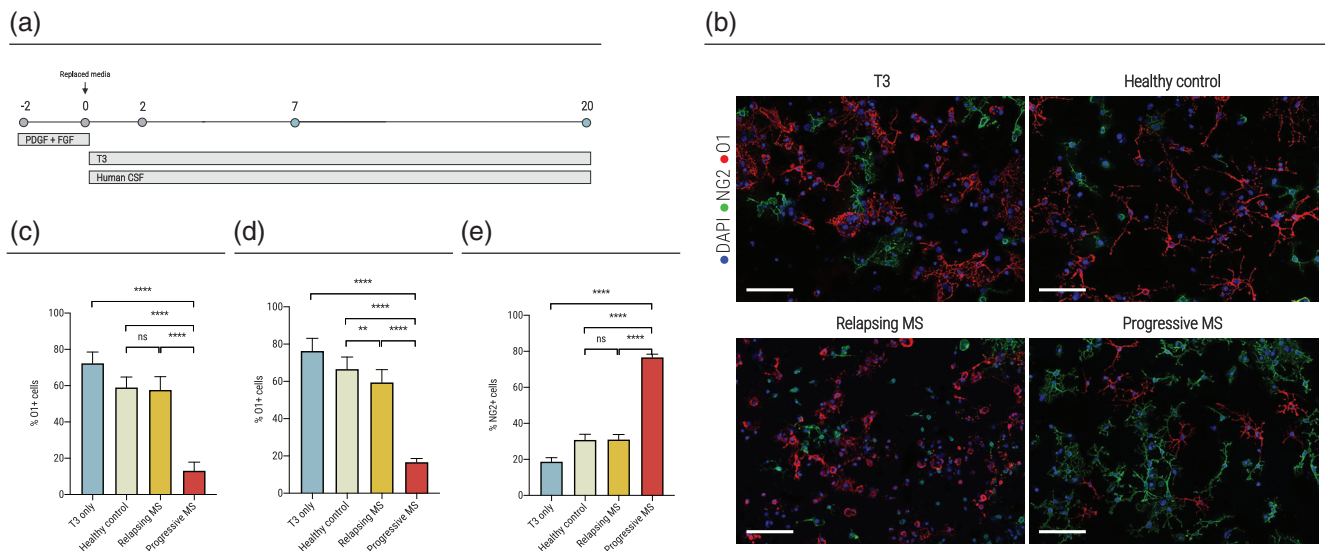 (a)
Replaced media
-2 0 2 7 20
PDGF + FGF
T3
Human CSF
(b)
T3 Healthy control
Relapsing MS Progressive MS
●DAPI ●NG2 ●O1
(c)
****
****
ns ****
100
80
60
40
20
0
% O1+ cells
T3 only
Healthy control
Relapsing MS
Progressive MS
(d)
****
****
** ****
100
80
60
40
20
0
% O1+ cells
T3 only
Healthy control
Relapsing MS
Progressive MS
(e)
****
****
ns ****
100
80
60
40
20
0
% NG2+ cells
T3 only
Healthy control
Relapsing MS
Progressive MS